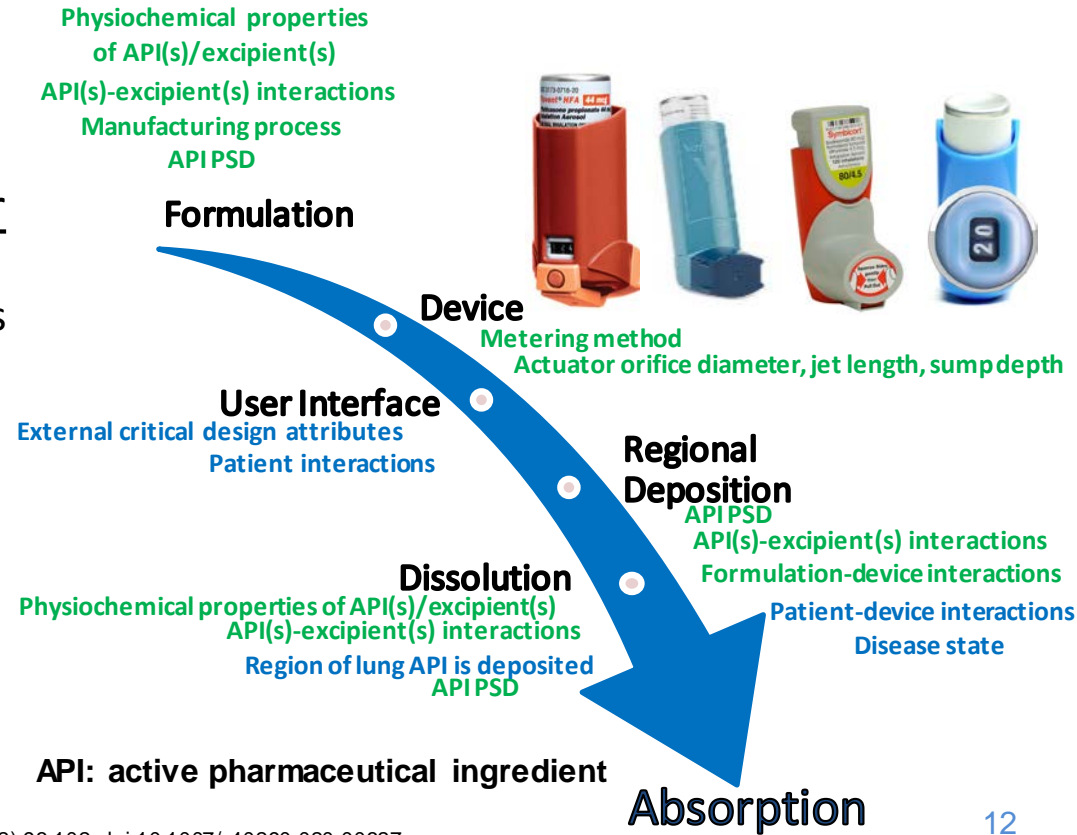 Physiochemical properties
of API(s)/excipient(s)
API(s)-excipient(s) interactions
Manufacturing process
API PSD
Formulation
HFA 44 mcg
Symbicort
80/4.5
20
Device
Metering method
Actuator orifice diameter, jet length, sump depth
User Interface
External critical design attributes
Patient interactions
Regional
Deposition
API PSD
API(s)-excipient(s) interactions
Formulation-device interactions
Patient-device interactions
Disease state
Dissolution
Physiochemical properties of API(s)/excipient(s)
API(s)-excipient(s) interactions
Region of lung API is deposited
API PSD
API: active pharmaceutical ingredient
Absorption
12